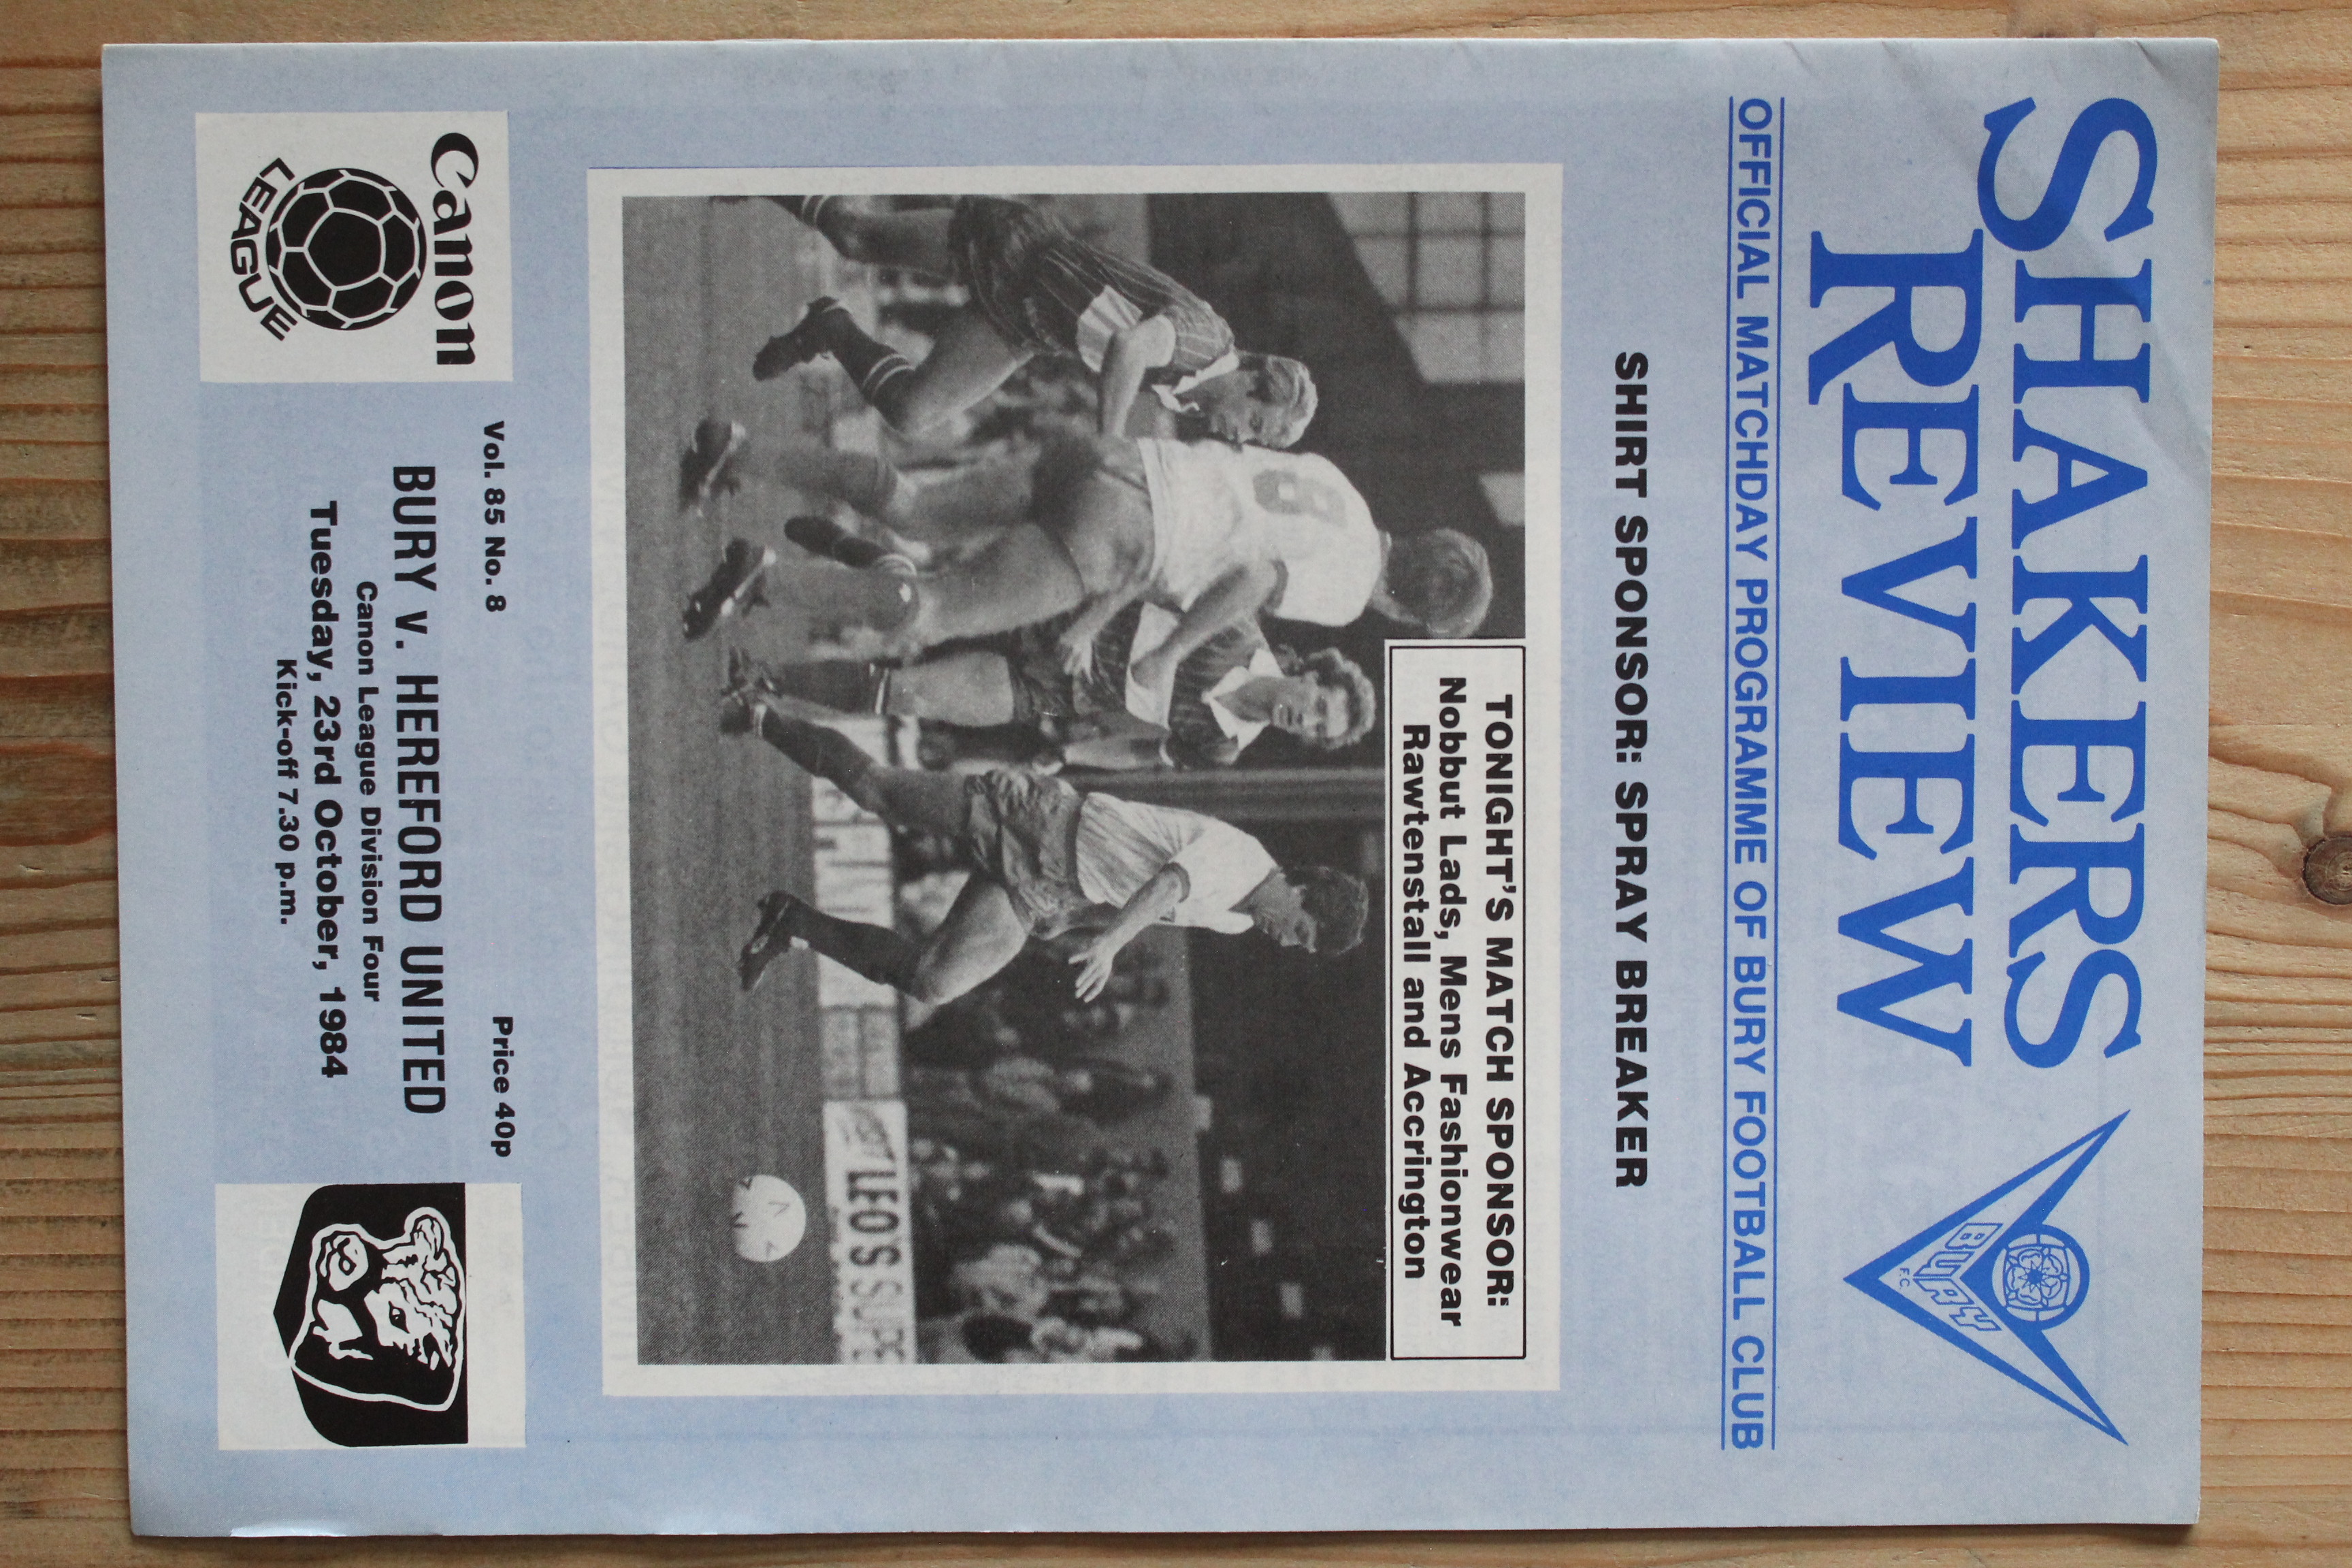 SHAKERS
REVIEW
BURY
F.C
OFFICIAL MATCHDAY PROGRAMME OF BURY FOOTBALL CLUB
SHIRT SPONSOR: SPRAY BREAKER
TONIGHT'S MATCH SPONSOR:
Nobbut Lads, Mens Fashionwear
Rawtenstall and Accrington
8
Vol. 85 No. 8
Price 40p
Canon
LEAGUE
BURY v. HEREFORD UNITED
Canon League Division Four
Tuesday, 23rd October, 1984
Kick-off 7.30 p.m.